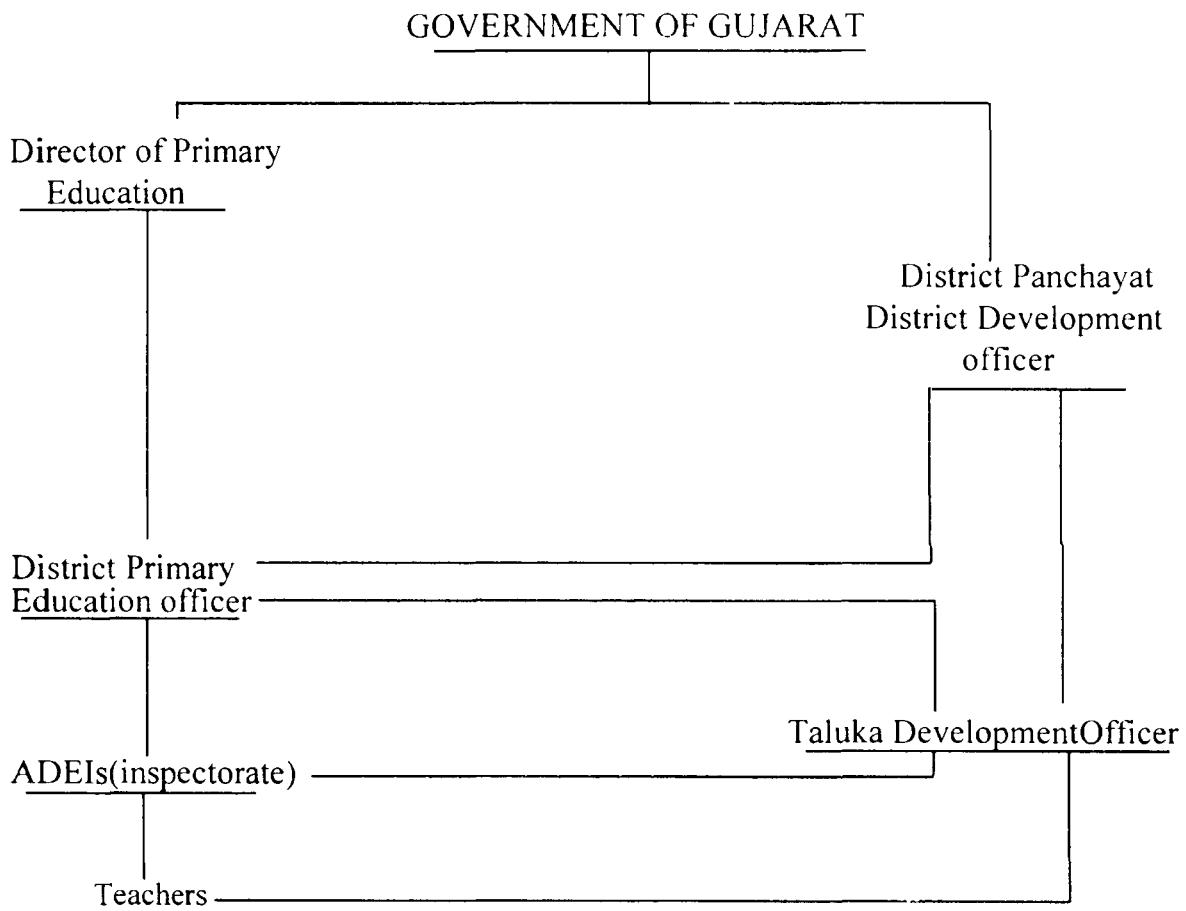 GOVERNMENT OF GUJARAT
Director of Primary
Education
District Panchayat
District Development
officer
District Primary
Education officer
Taluka DevelopmentOfficer
ADEIs(inspectorate)
Teachers